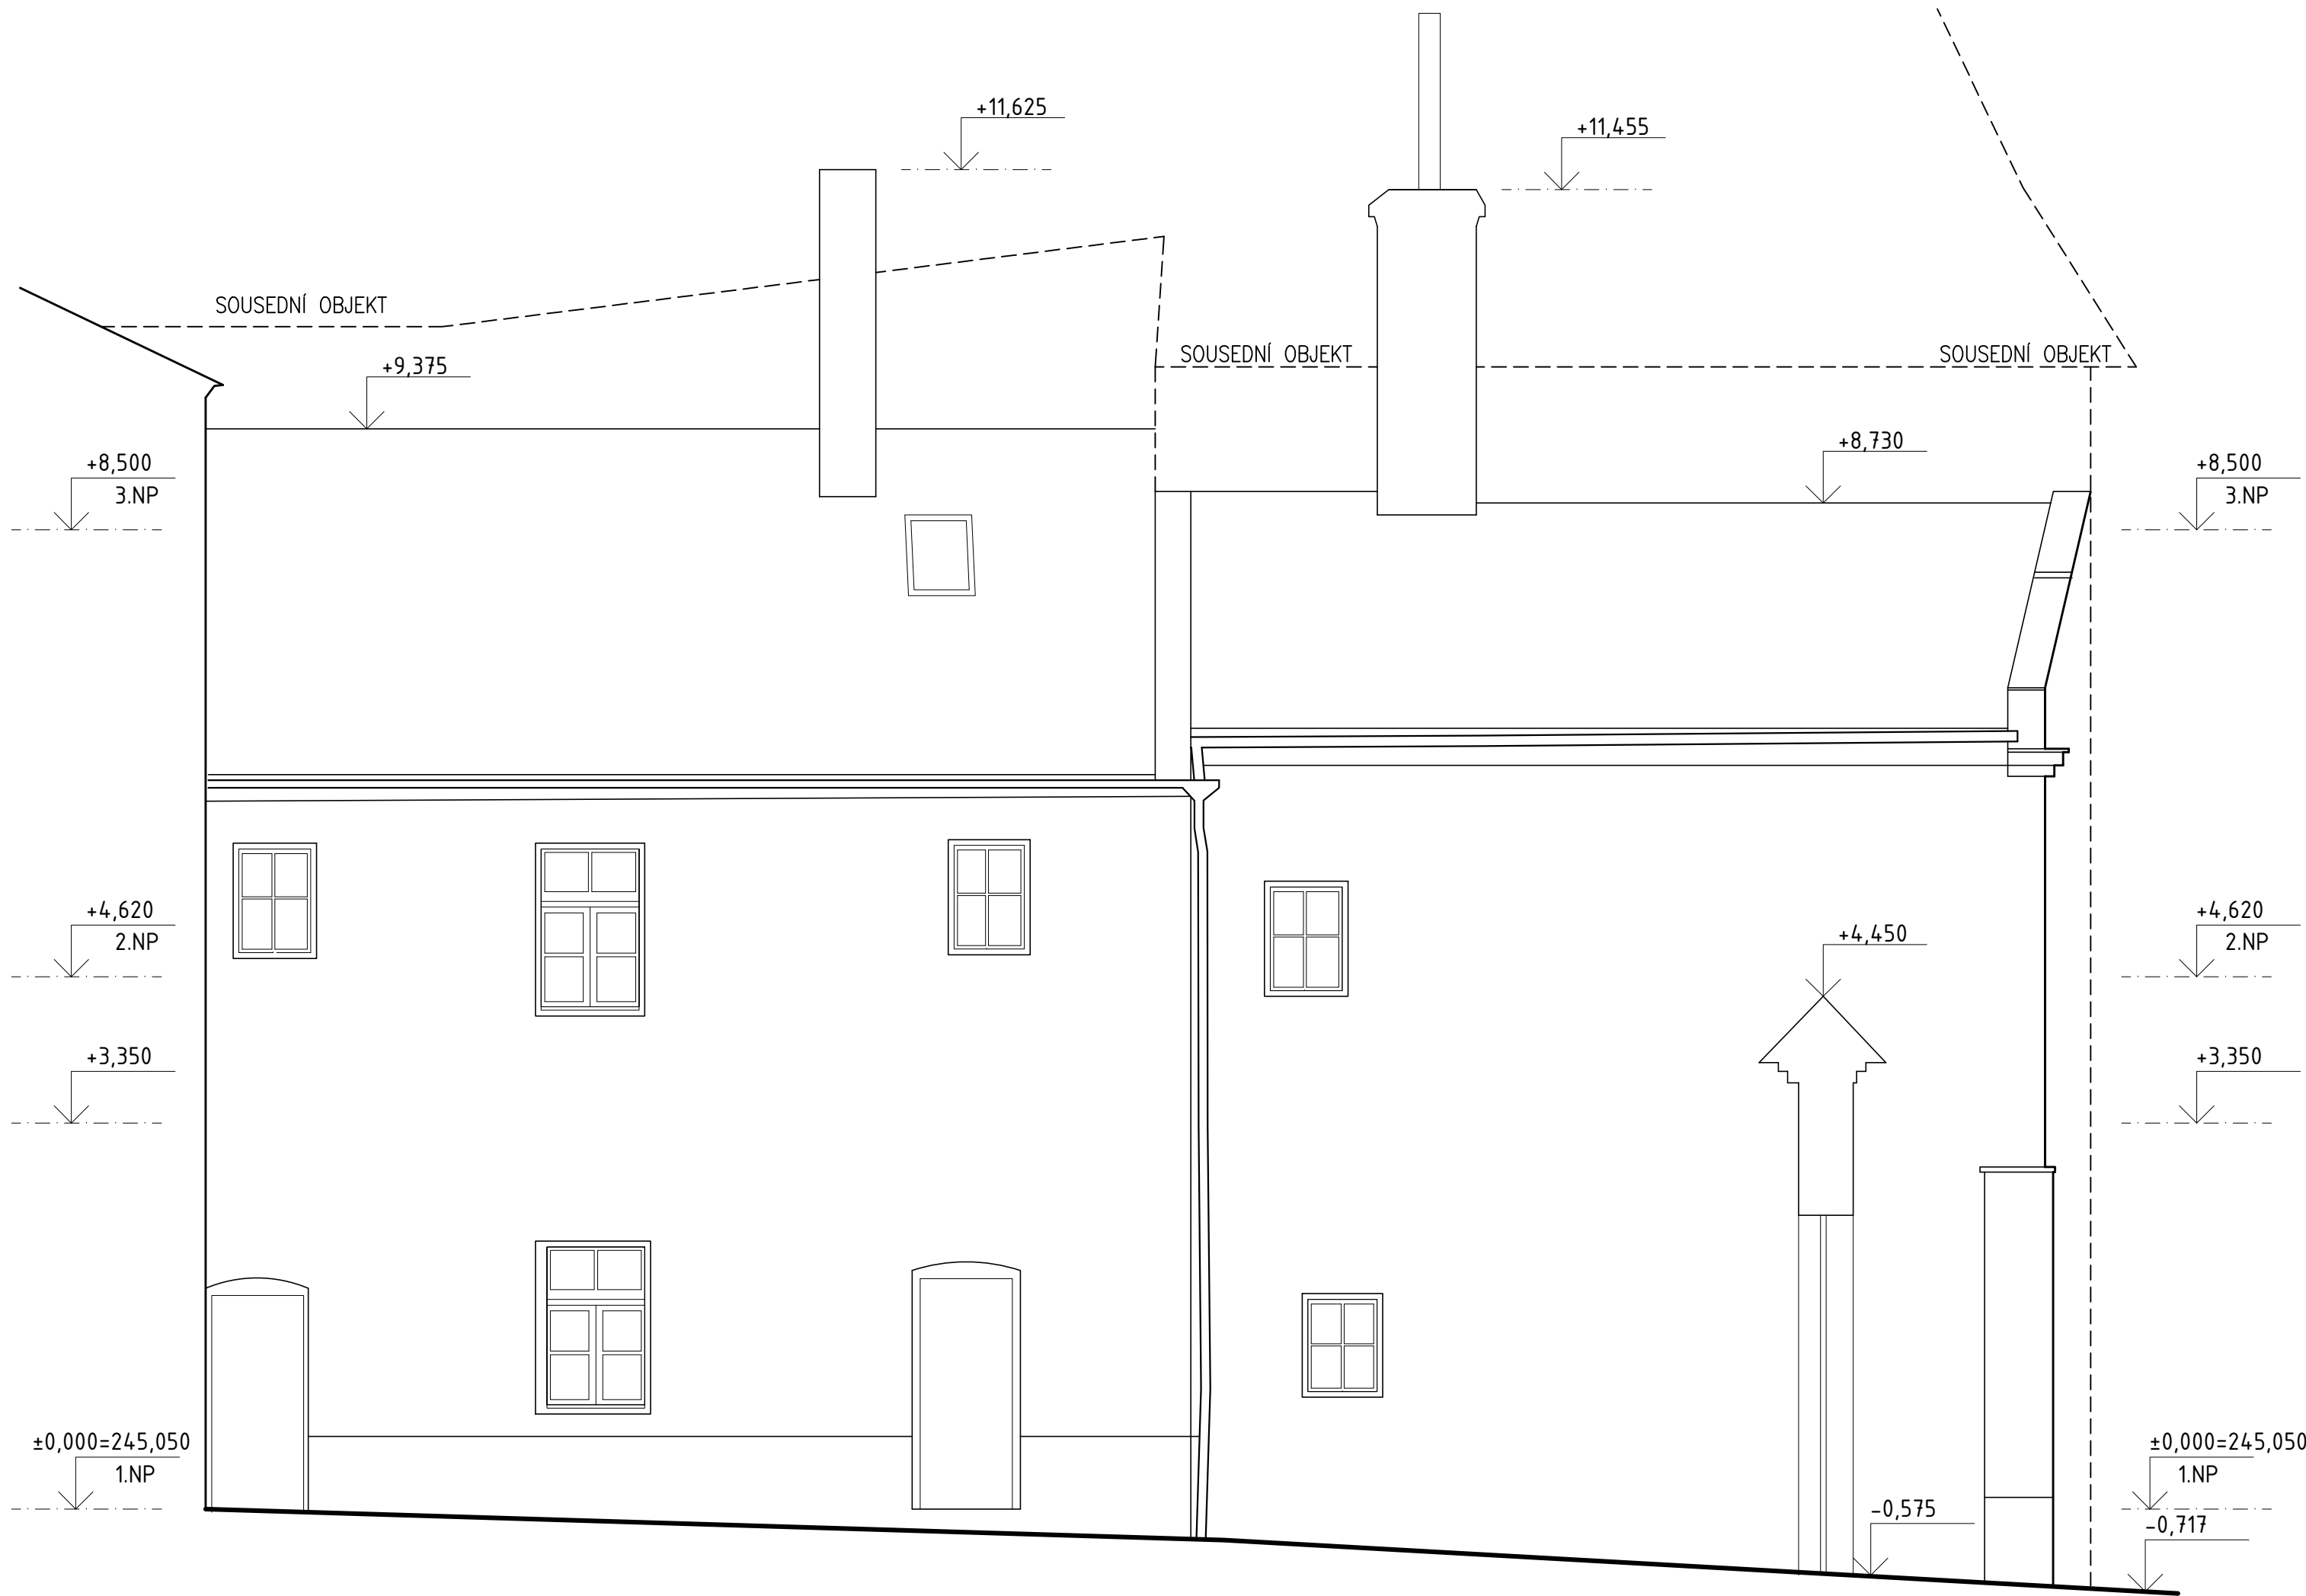 +11,625
+11,455
SOUSEDNÍ OBJEKT
SOUSEDNÍ OBJEKT
SOUSEDNÍ OBJEKT
+9,375
+8,730
+8,500
3.NP
+8,500
3.NP
+4,620
2.NP
+4,450
+4,620
2.NP
+3,350
+3,350
±0,000=245,050
1.NP
±0,000=245,050
1.NP
-0,575
-0,717